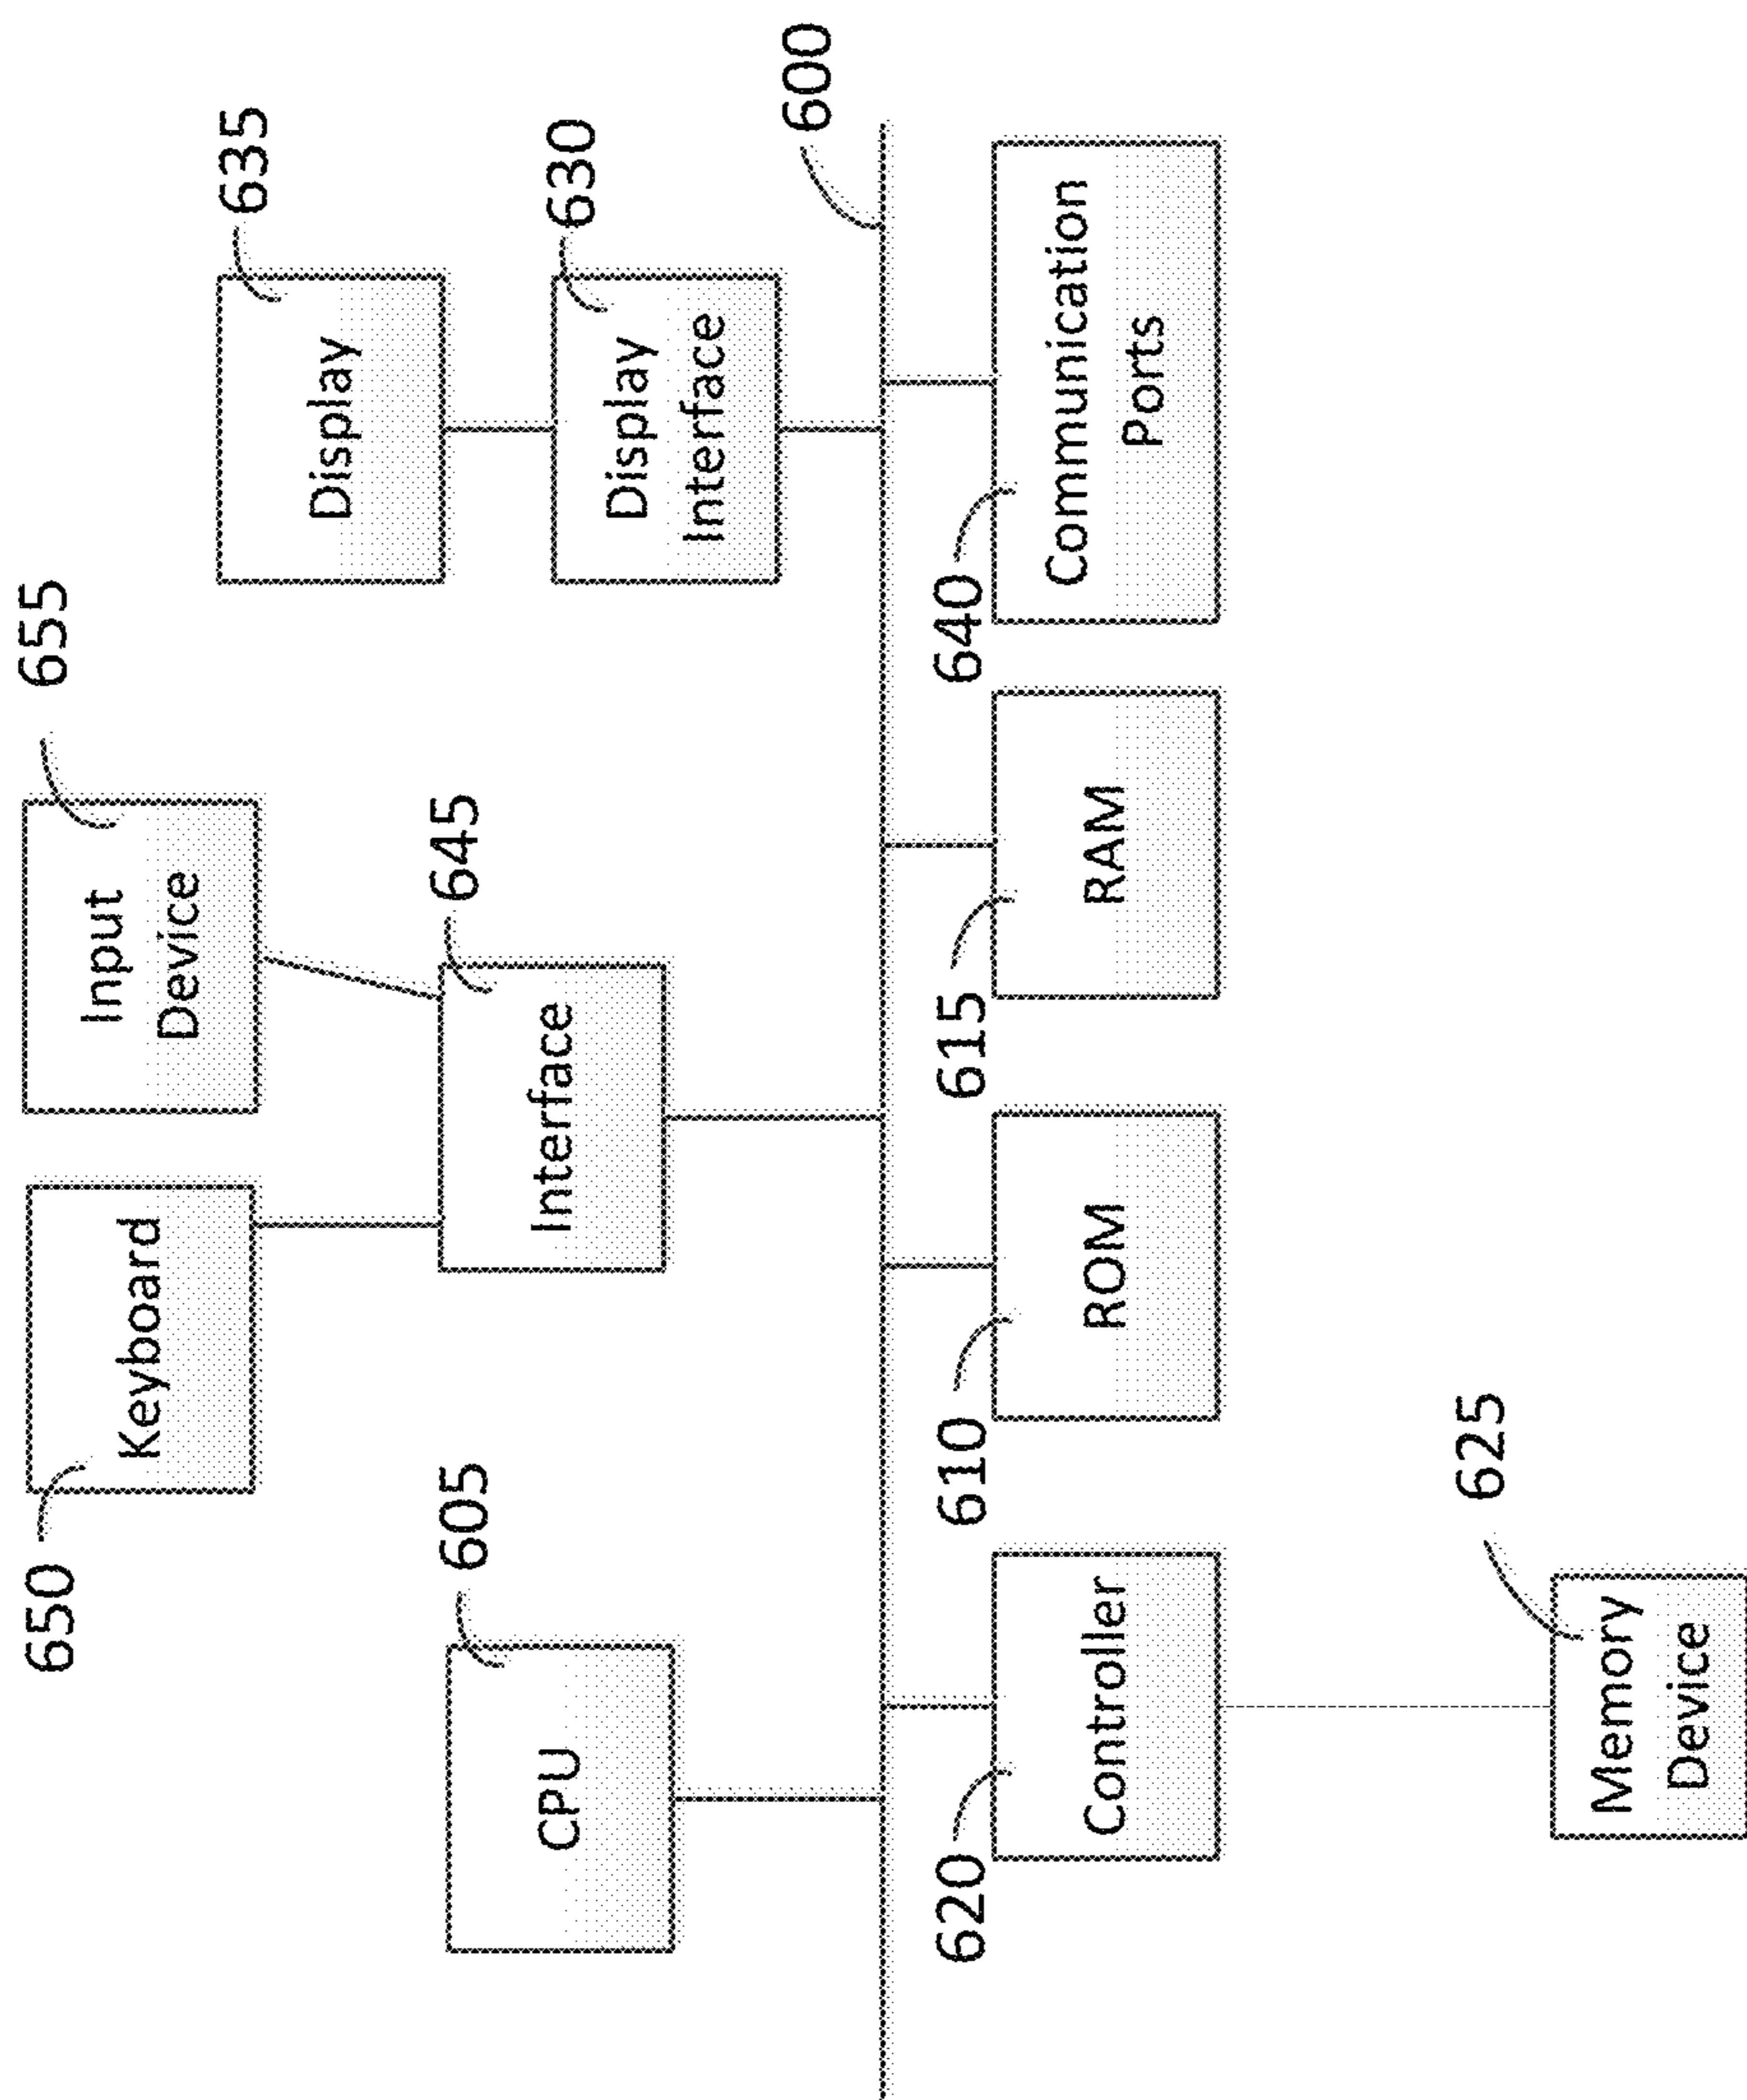 650
Keyboard
Input
Device
655
605
CPU
645
Interface
635
Display
630
Display
Interface
600
620
Controller
610
ROM
615
RAM
640
Communication
Ports
625
Memory
Device